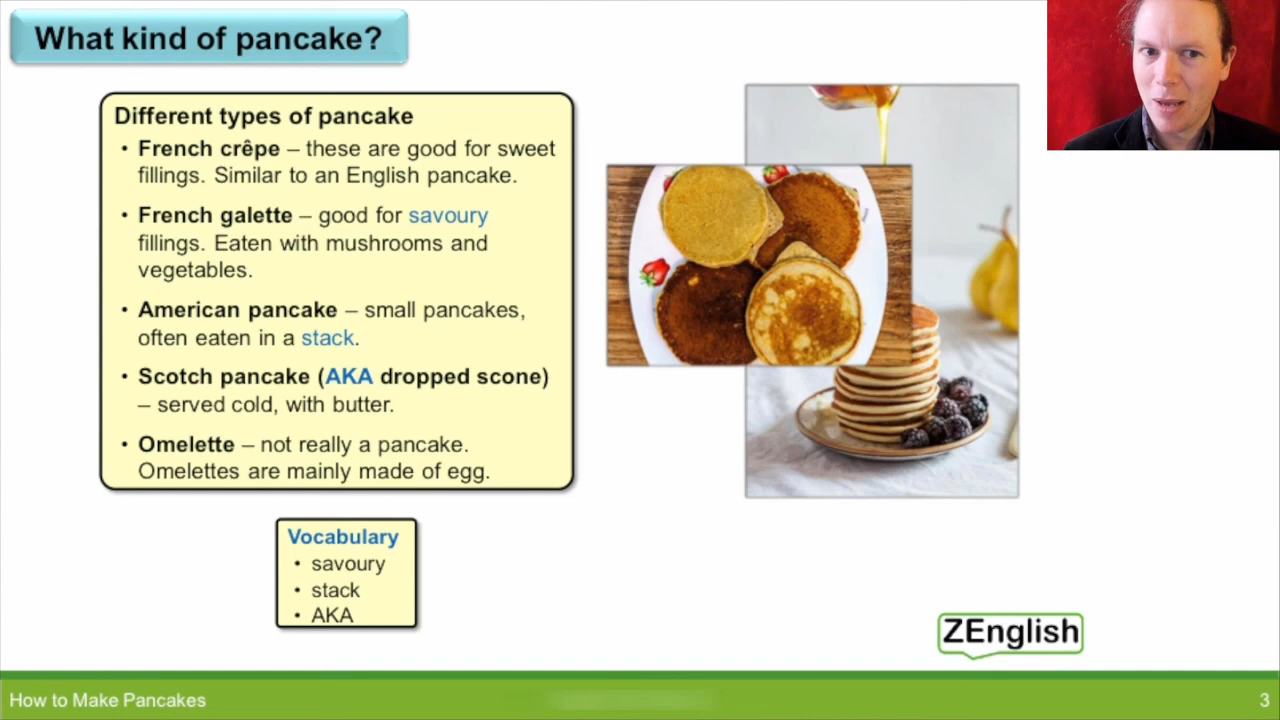 What kind of pancake?
Different types of pancake
• French crêpe – these are good for sweet
fillings. Similar to an English pancake.
• French galette – good for savoury
fillings. Eaten with mushrooms and
vegetables.
• American pancake – small pancakes,
often eaten in a stack.
• Scotch pancake (AKA dropped scone)
– served cold, with butter.
• Omelette – not really a pancake.
Omelettes are mainly made of egg.
Vocabulary
• savoury
• stack
• AKA
ZEnglish
How to Make Pancakes
3